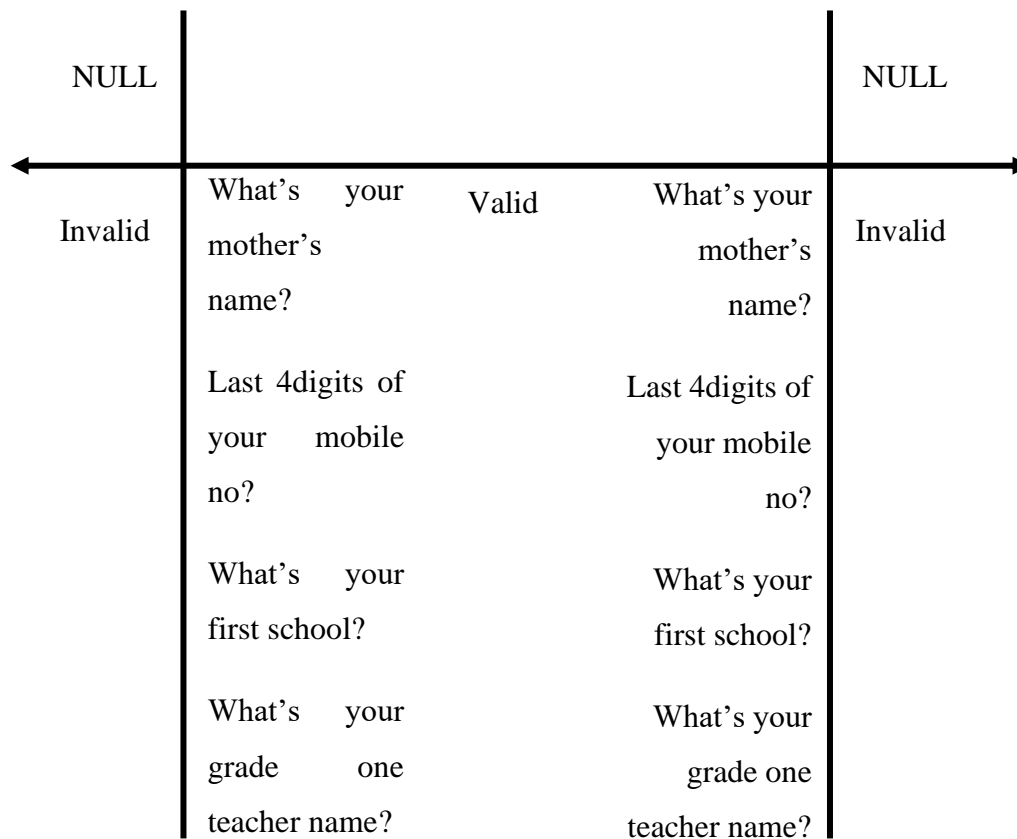 NULL
NULL
Invalid
What’s your
mother’s
name?
Last 4digits of
your mobile
no?
What’s your
first school?
What’s your
grade one
teacher name?
Valid
What’s your
mother’s
name?
Last 4digits of
your mobile
no?
What’s your
first school?
What’s your
grade one
teacher name?
Invalid